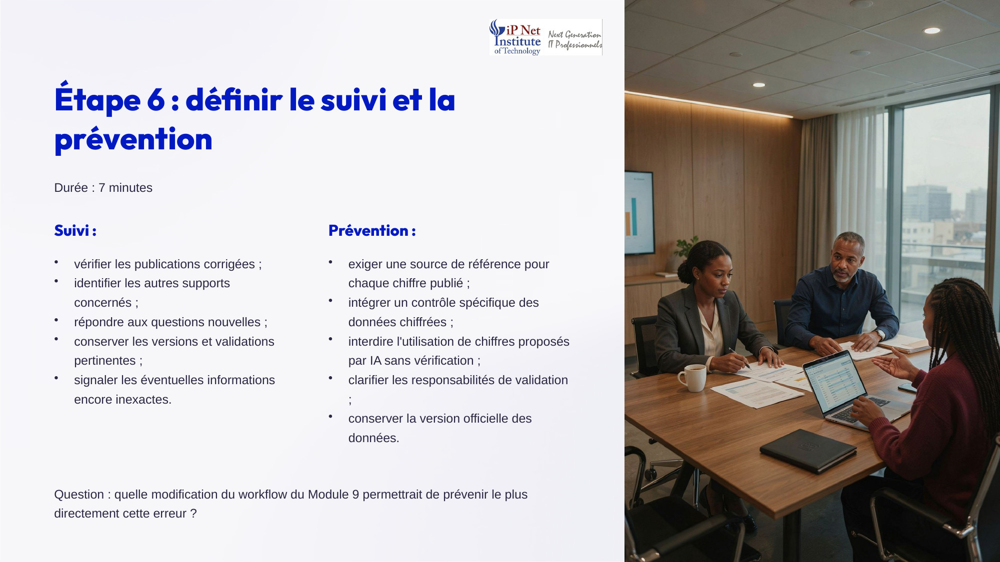 iP Net
Institute
of Technology
Next Generation
IT Professionnels
Étape 6 : définir le suivi et la
prévention
Durée : 7 minutes
Suivi :
• vérifier les publications corrigées ;
• identifier les autres supports
concernés ;
• répondre aux questions nouvelles ;
• conserver les versions et validations
pertinentes ;
• signaler les éventuelles informations
encore inexactes.
Prévention :
• exiger une source de référence pour
chaque chiffre publié ;
• intégrer un contrôle spécifique des
données chiffrées ;
• interdire l'utilisation de chiffres proposés
par IA sans vérification ;
• clarifier les responsabilités de validation
;
• conserver la version officielle des
données.
Question : quelle modification du workflow du Module 9 permettrait de prévenir le plus
directement cette erreur ?